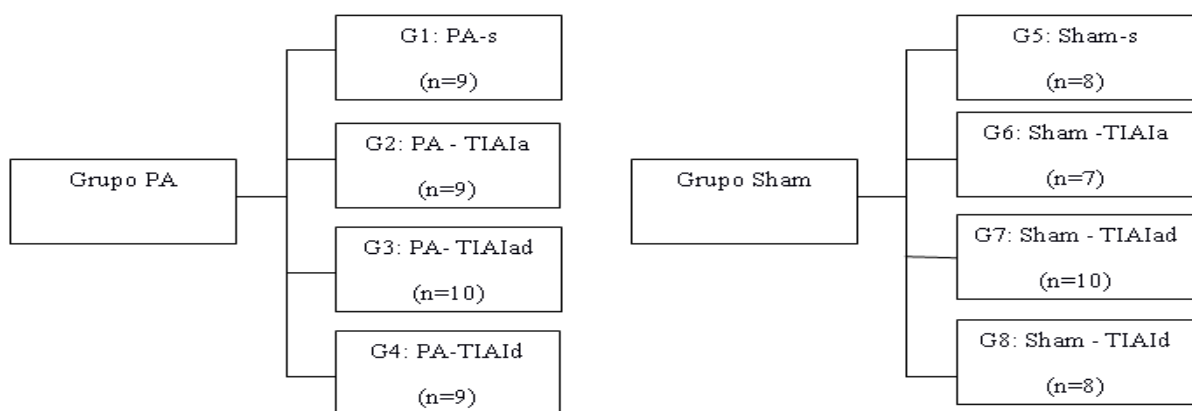 Grupo PA
G1: PA-s
(n=9)
G2: PA - TIAIa
(n=9)
G3: PA- TIAIad
(n=10)
G4: PA-TIAId
(n=9)
Grupo Sham
G5: Sham-s
(n=8)
G6: Sham -TIAIa
(n=7)
G7: Sham - TIAIad
(n=10)
G8: Sham - TIAId
(n=8)